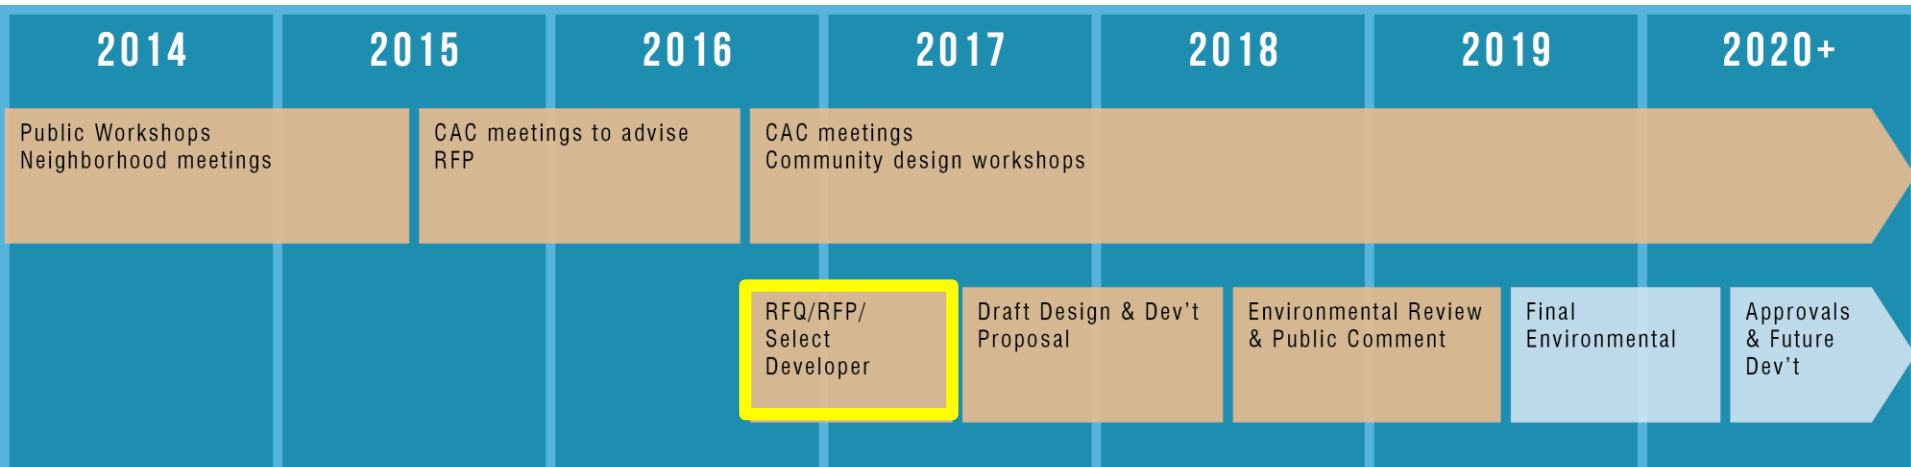 2014 2015 2016 2017 2018 2019 2020+
Public Workshops
Neighborhood meetings
CAC meetings to advise
RFP
CAC meetings
Community design workshops
RFQ/RFP/
Select
Developer
Draft Design & Dev't
Proposal
Environmental Review
& Public Comment
Final
Environmental
Approvals
& Future
Dev't